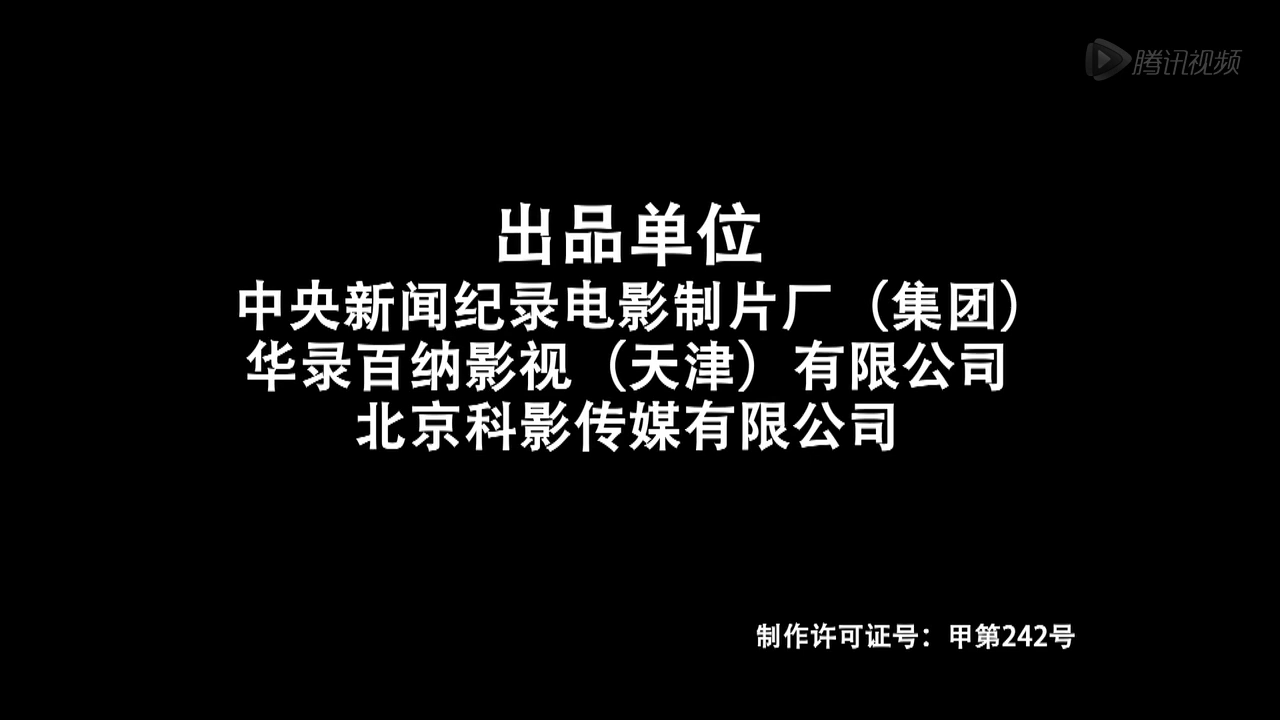 腾讯视频
出品单位
中央新闻纪录电影制片厂（集团）
华录百纳影视（天津）有限公司
北京科影传媒有限公司
制作许可证号：甲第242号